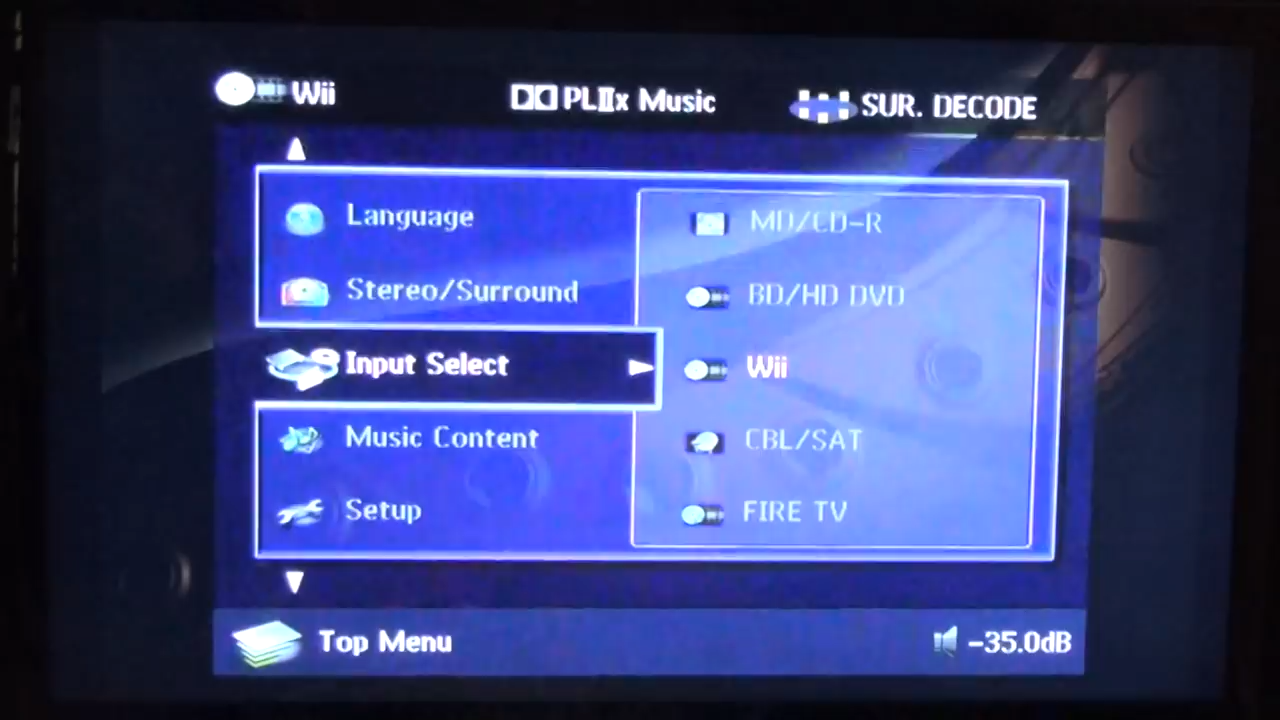 Wii
PLIIx Music
SUR. DECODE
Language
Stereo/Surround
Input Select
Music Content
Setup
MD/CD-R
BD/HD DVD
Wii
CBL/SAT
FIRE TV
Top Menu
-35.0dB